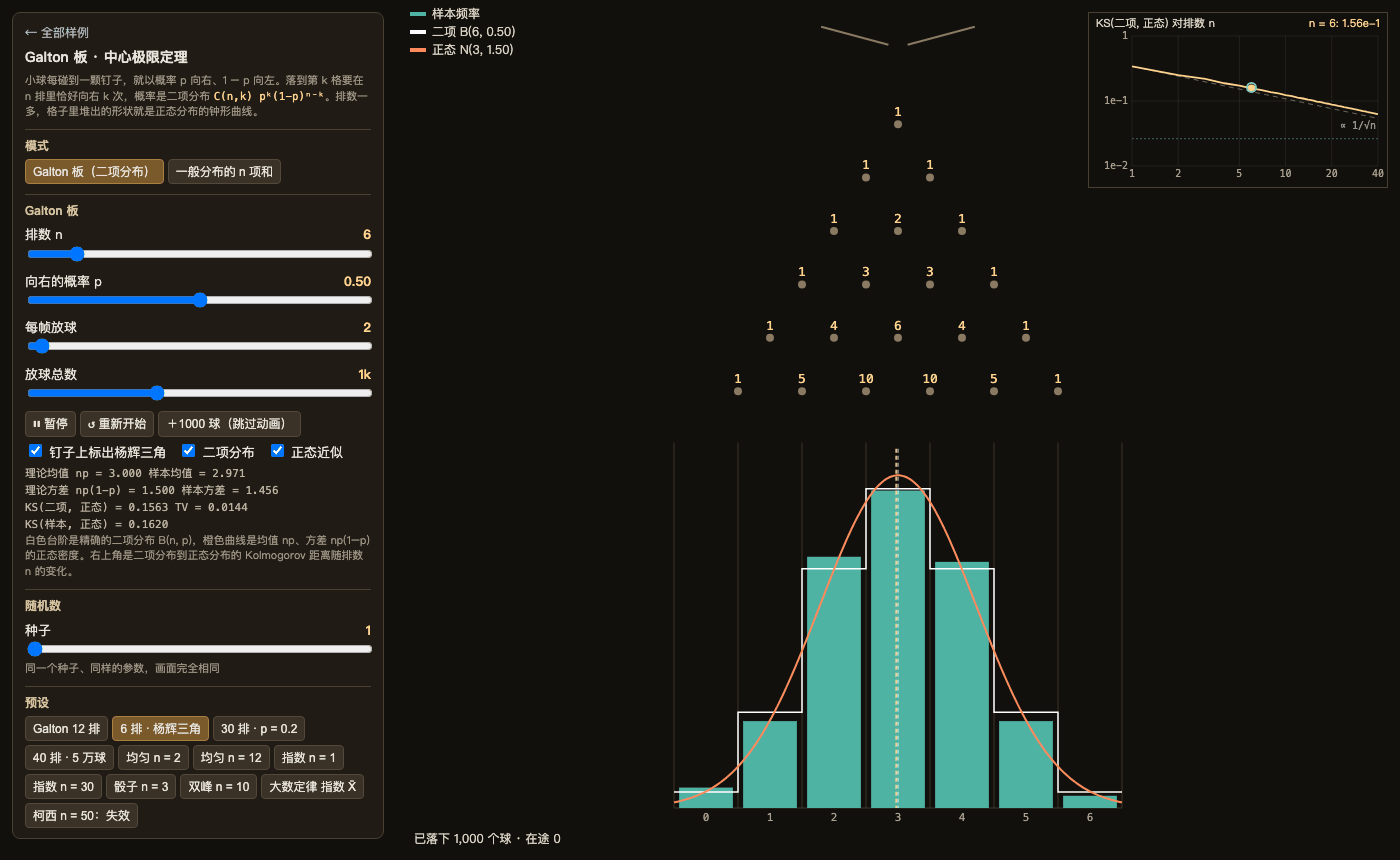 ← 全部样例
Galton 板 · 中心极限定理
小球每碰到一颗钉子，就以概率 p 向右、1 − p 向左。落到第 k 格要在
n 排里恰好向右 k 次，概率是二项分布 C(n,k) pᵏ(1−p)ⁿ⁻ᵏ。排数一
多，格子里堆出的形状就是正态分布的钟形曲线。
模式
Galton 板（二项分布）
一般分布的 n 项和
Galton 板
排数 n 6
向右的概率 p 0.50
每帧放球 2
放球总数 1k
⏸ 暂停
↺ 重新开始
＋1000 球（跳过动画）
钉子上标出杨辉三角
二项分布
正态近似
理论均值 np = 3.000 样本均值 = 2.971
理论方差 np(1−p) = 1.500 样本方差 = 1.456
KS(二项, 正态) = 0.1563 TV = 0.0144
KS(样本, 正态) = 0.1620
白色台阶是精确的二项分布 B(n, p)，橙色曲线是均值 np、方差 np(1−p)
的正态密度。右上角是二项分布到正态分布的 Kolmogorov 距离随排数
n 的变化。
随机数
种子 1
同一个种子、同样的参数，画面完全相同
预设
Galton 12 排
6 排 · 杨辉三角
30 排 · p = 0.2
40 排 · 5 万球
均匀 n = 2
均匀 n = 12
指数 n = 1
指数 n = 30
骰子 n = 3
双峰 n = 10
大数定律 指数 X̄
柯西 n = 50：失效
样本频率
二项 B(6, 0.50)
正态 N(3, 1.50)
1
1 1
1 2 1
1 3 3 1
1 4 6 4 1
1 5 10 10 5 1
0 1 2 3 4 5 6
已落下 1,000 个球 · 在途 0
KS(二项, 正态) 对排数 n n = 6: 1.56e−1
1
1e−1
∝ 1/√n
1e−2
1 2 5 10 20 40